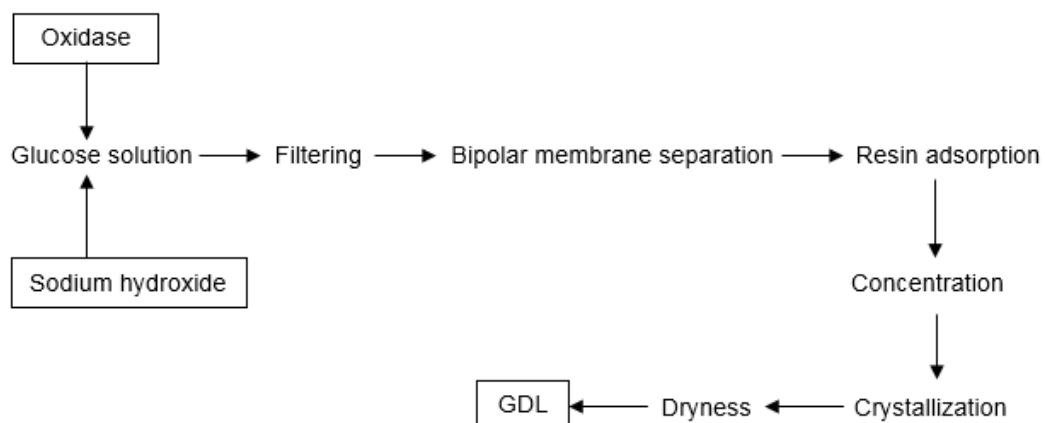 Oxidase
Glucose solution Filtering Bipolar membrane separation Resin adsorption
Sodium hydroxide Concentration
GDL Dryness Crystallization